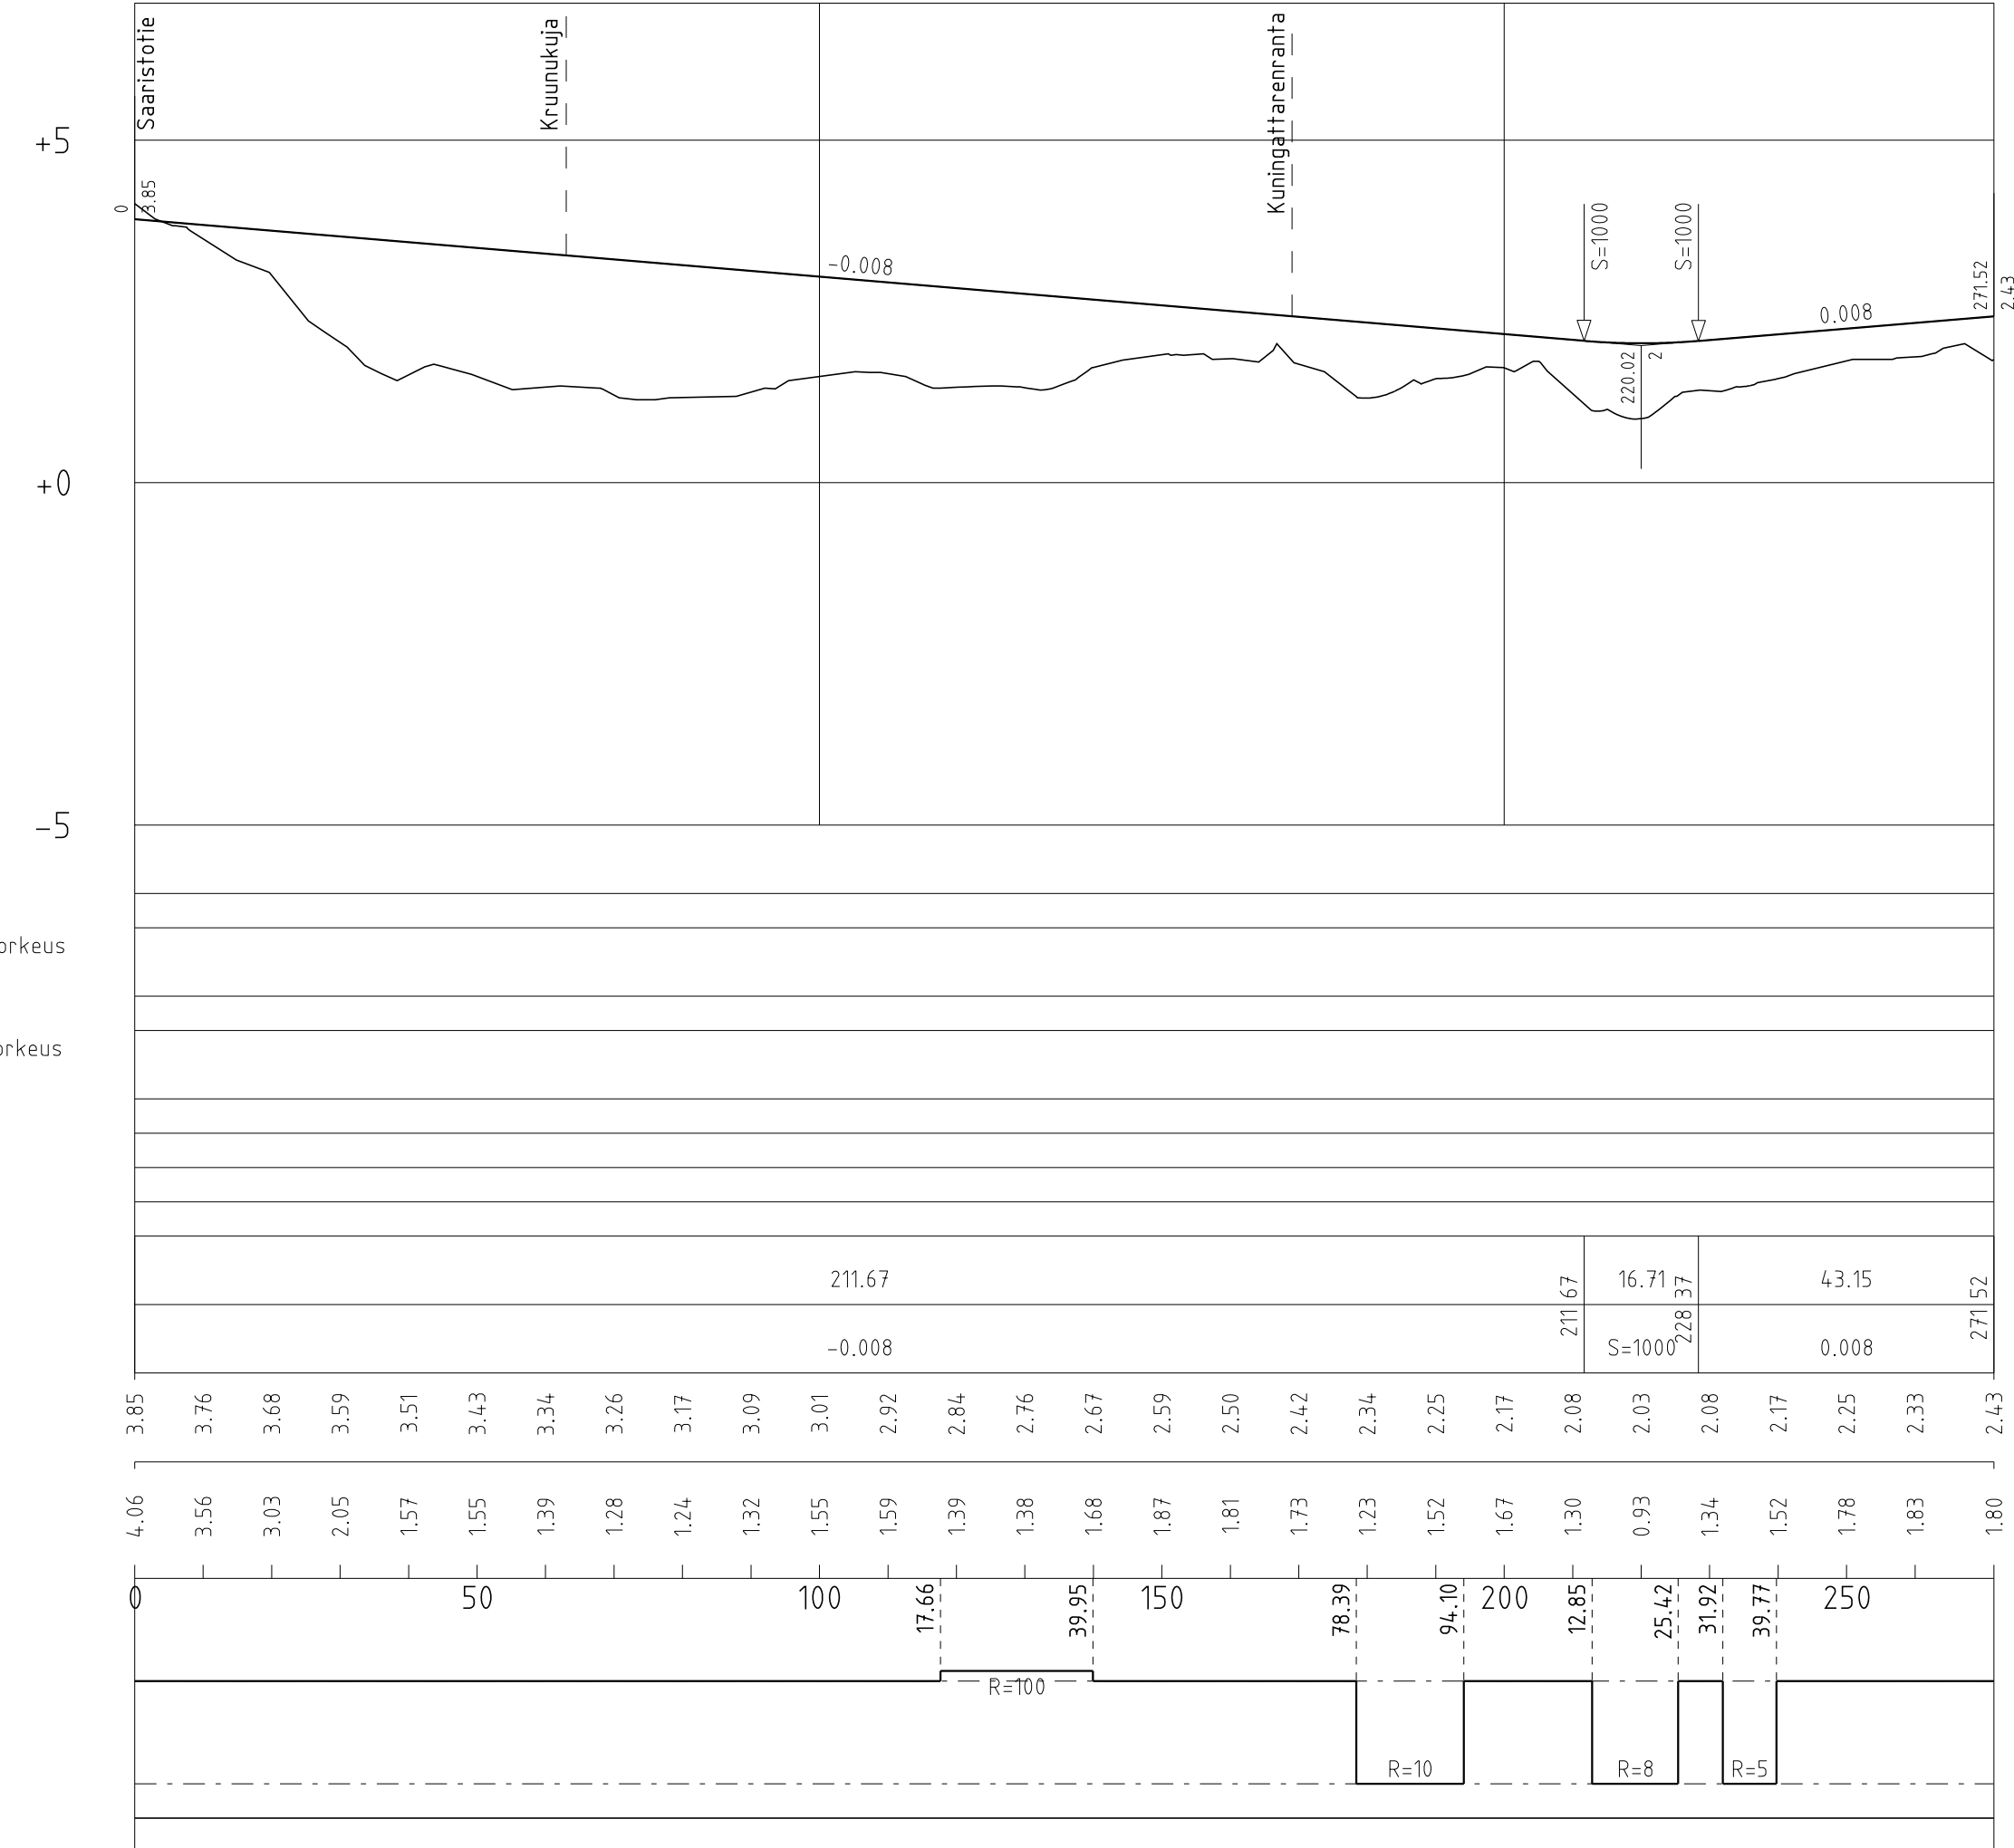 Saaristotie
Kruunukuja
Kuningattarenranta
+5
0
3.85
-0.008
S=1000
S=1000
0.008
271.52
2.43
220.02
2
+0
-5
orkeus
orkeus
211.67
211 67
16.71
228 37
43.15
271 52
-0.008
S=1000
0.008
3.85 3.76 3.68 3.59 3.51 3.43 3.34 3.26 3.17 3.09 3.01 2.92 2.84 2.76 2.67 2.59 2.50 2.42 2.34 2.25 2.17 2.08 2.03 2.08 2.17 2.25 2.33 2.43
4.06 3.56 3.03 2.05 1.57 1.55 1.39 1.28 1.24 1.32 1.55 1.59 1.39 1.38 1.68 1.87 1.81 1.73 1.23 1.52 1.67 1.30 0.93 1.34 1.52 1.78 1.83 1.80
0 50 100 150 200 250
17.66 39.95 78.39 94.10 12.85 25.42 31.92 39.77
R=100
R=10 R=8 R=5